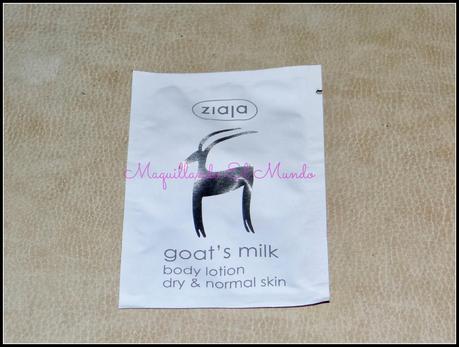 ziaja
Maquillando El Mundo
goat's milk
body lotion
dry & normal skin